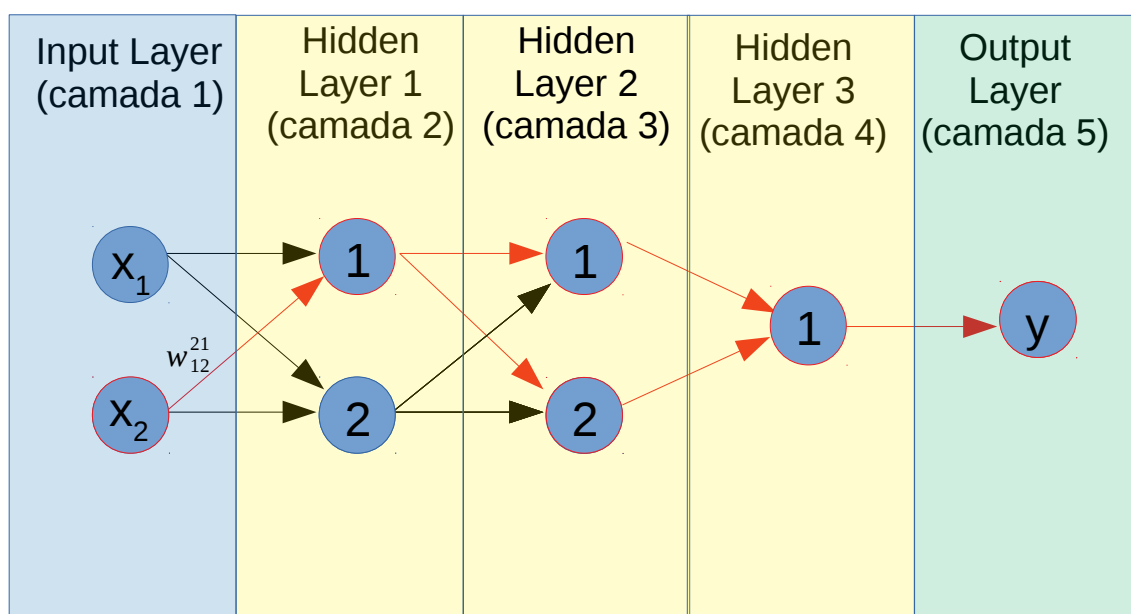 Input Layer
(camada 1)
Hidden
Layer 1
(camada 2)
Hidden
Layer 2
(camada 3)
Hidden
Layer 3
(camada 4)
Output
Layer
(camada 5)
x1
1
1
1
y
w12^21
x2
2
2